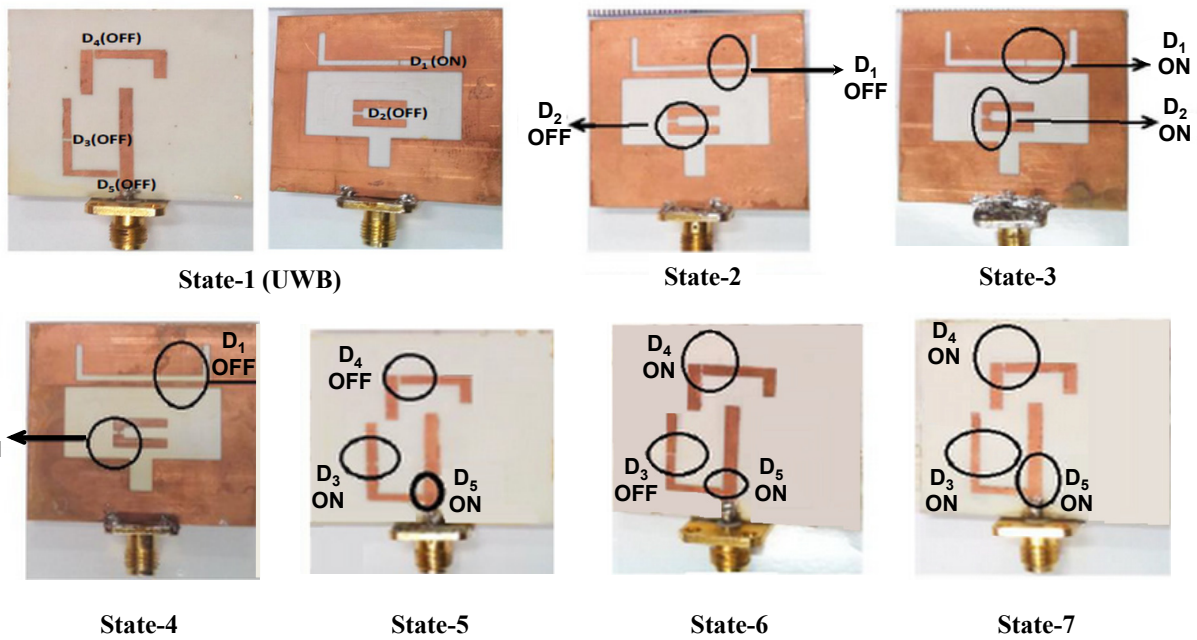 D4(OFF)
D3(OFF)
D5(OFF)
D1(ON)
D2(OFF)
State-1 (UWB)
D1
OFF
D2
OFF
State-2
D1
ON
D2
ON
State-3
D1
OFF
State-4
D4
OFF
D3
ON
D5
ON
State-5
D4
ON
D3
OFF
D5
ON
State-6
D4
ON
D3
ON
D5
ON
State-7